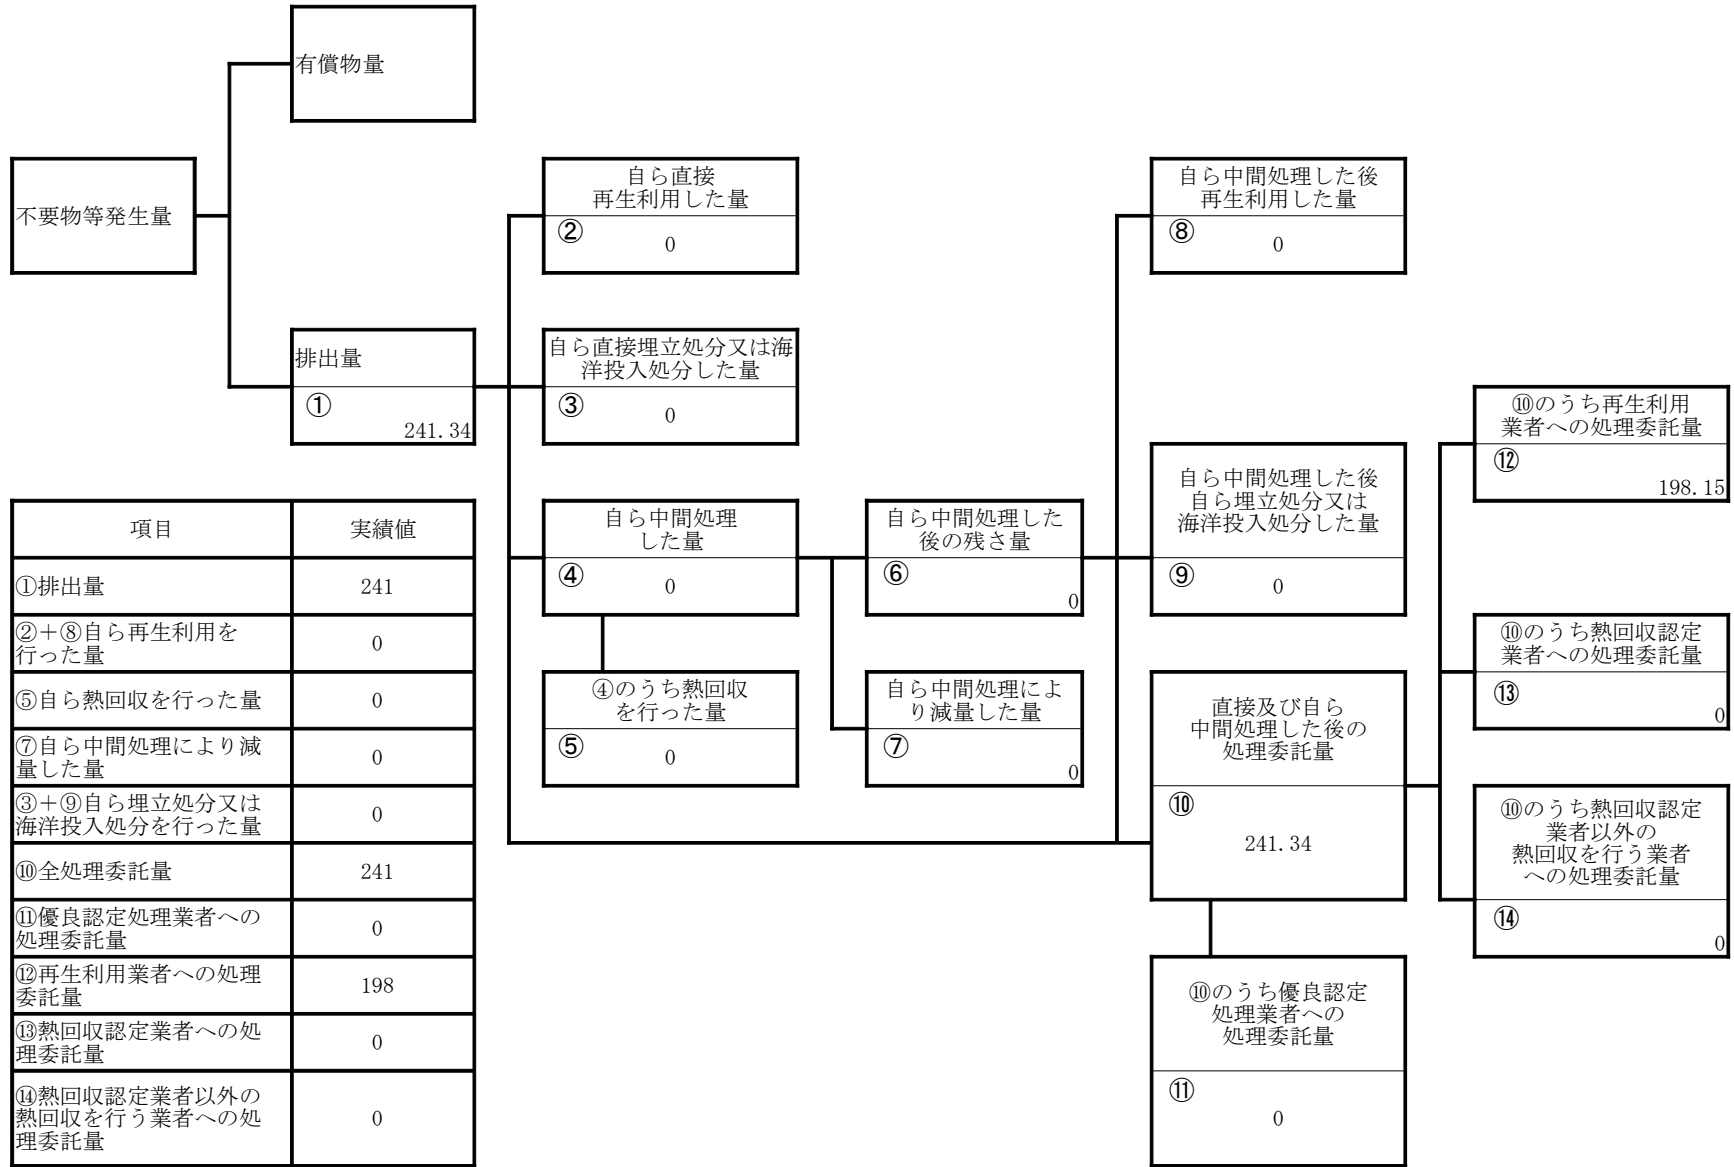 有償物量
不要物等発生量
排出量
①
241.34
自ら直接
再生利用した量
②
0
自ら直接埋立処分又は海
洋投入処分した量
③
0
自ら中間処理
した量
④
0
④のうち熱回収
を行った量
⑤
0
自ら中間処理した
後の残さ量
⑥
0
自ら中間処理によ
り減量した量
⑦
0
自ら中間処理した後
再生利用した量
⑧
0
自ら中間処理した後
自ら埋立処分又は
海洋投入処分した量
⑨
0
直接及び自ら
中間処理した後の
処理委託量
⑩
241.34
⑩のうち優良認定
処理業者への
処理委託量
⑪
0
⑩のうち再生利用
業者への処理委託量
⑫
198.15
⑩のうち熱回収認定
業者への処理委託量
⑬
0
⑩のうち熱回収認定
業者以外の
熱回収を行う業者
への処理委託量
⑭
0
項目 実績値
①排出量 241
②+⑧自ら再生利用を
行った量 0
⑤自ら熱回収を行った量 0
⑦自ら中間処理により減
量した量 0
③+⑨自ら埋立処分又は
海洋投入処分を行った量 0
⑩全処理委託量 241
⑪優良認定処理業者への
処理委託量 0
⑫再生利用業者への処理
委託量 198
⑬熱回収認定業者への処
理委託量 0
⑭熱回収認定業者以外の
熱回収を行う業者への処
理委託量 0